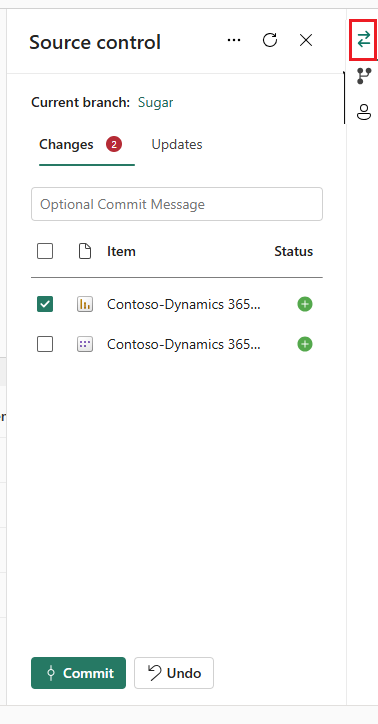 Source control
Current branch: Sugar
Changes 2 Updates
Optional Commit Message
Item Status
Contoso-Dynamics 365...
Contoso-Dynamics 365...
er
Commit Undo